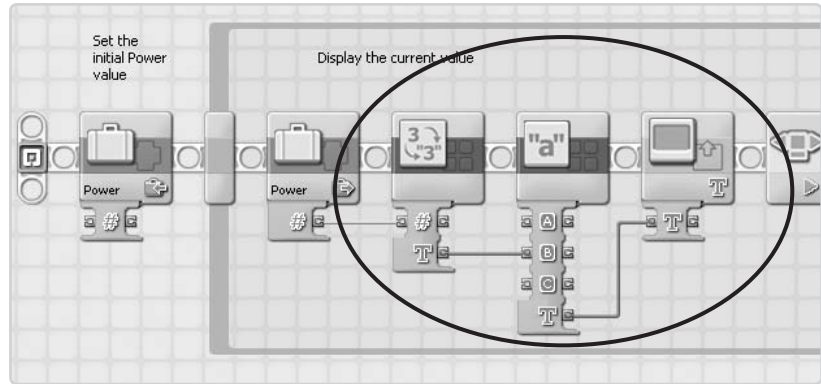 Set the
initial Power
value
Display the current value
3
"3"
"a"
Power
Power
T
#
#
#
A
T
T
B
C
T